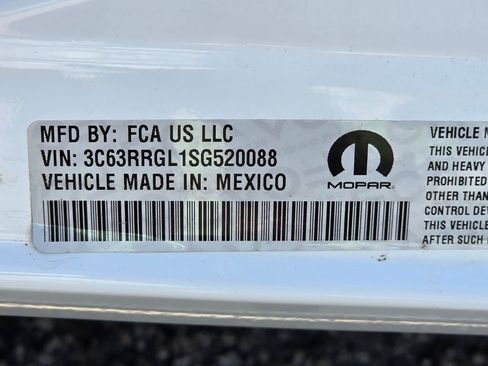 MFD BY: FCA US LLC
VIN: 3C63RRGL1SG520088
VEHICLE MADE IN: MEXICO
MOPAR
VEHICLE M
THIS VEHICL
AND HEAVY
PROHIBITED
OTHER THAN
CONTROL DEV
THIS VEHICLE
AFTER SUCH